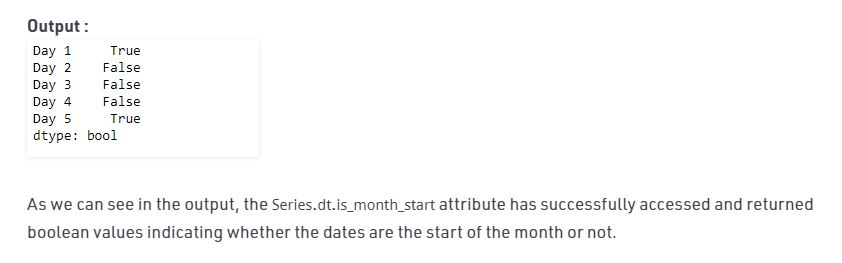 Output :
Day 1     True
Day 2    False
Day 3    False
Day 4    False
Day 5     True
dtype: bool
As we can see in the output, the Series.dt.is_month_start attribute has successfully accessed and returned
boolean values indicating whether the dates are the start of the month or not.